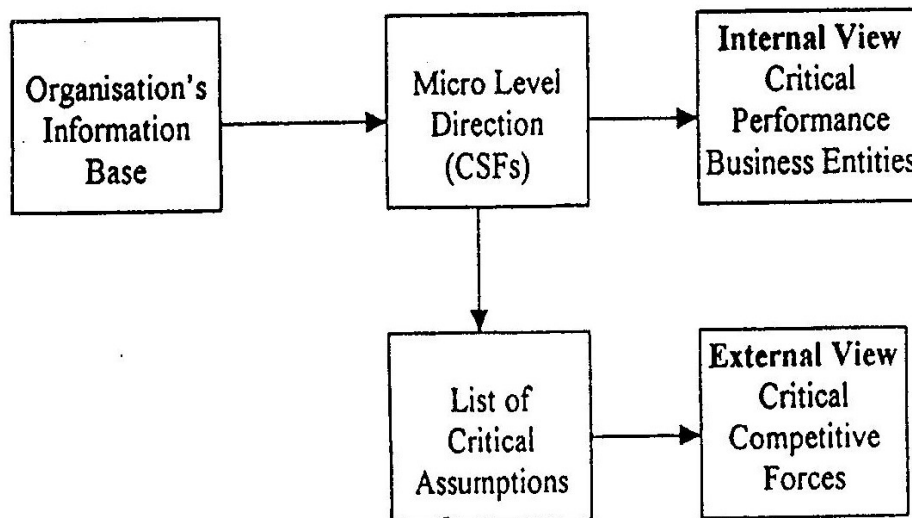 Organisation's
Information
Base
Micro Level
Direction
(CSFs)
Internal View
Critical
Performance
Business Entities
List of
Critical
Assumptions
External View
Critical
Competitive
Forces